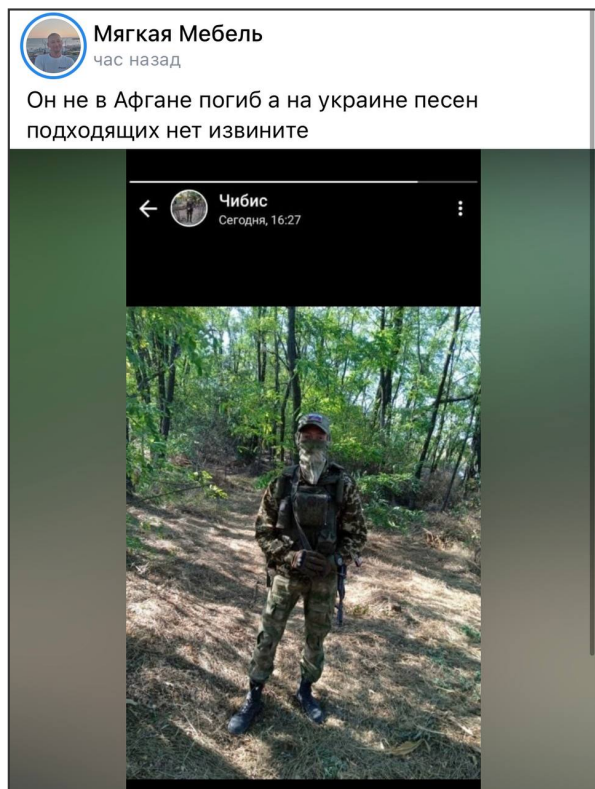 Мягкая Мебель
час назад
Он не в Афгане погиб а на украине песен
подходящих нет извините
Чибис
Сегодня, 16:27